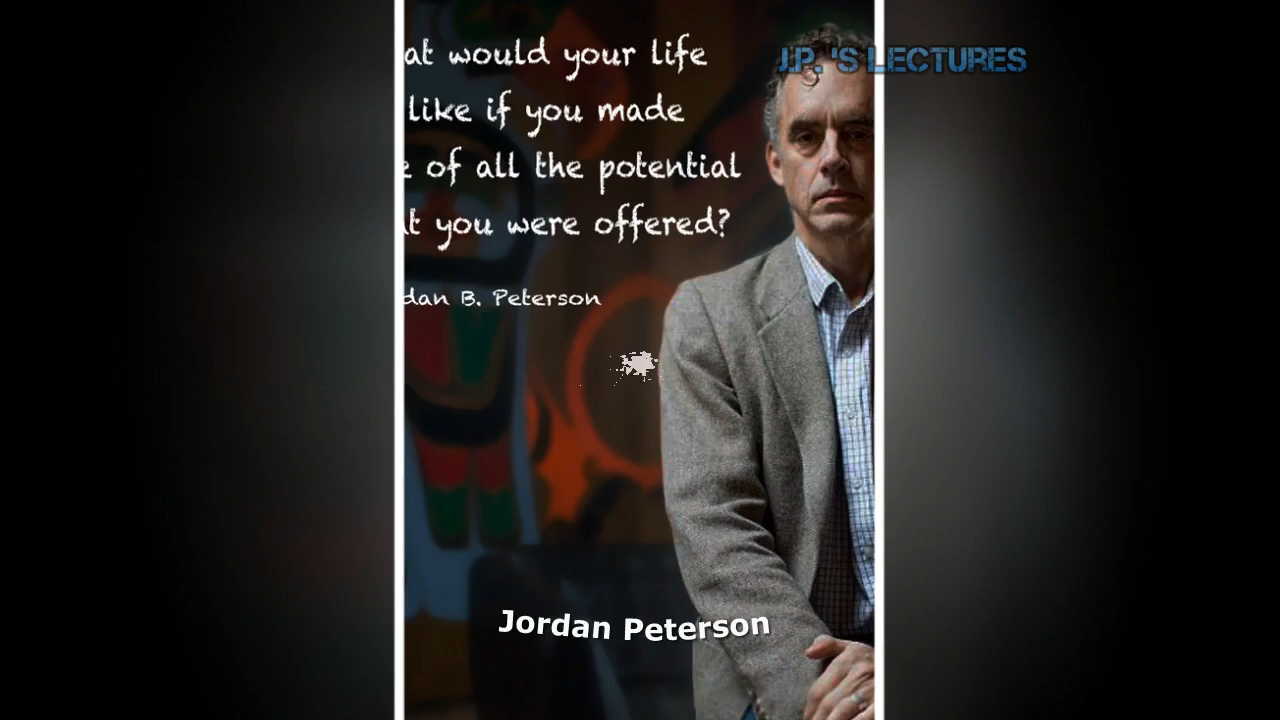 at would your life
like if you made
of all the potential
t you were offered?
dan B. Peterson
J.P. 'S LECTURES
Jordan Peterson